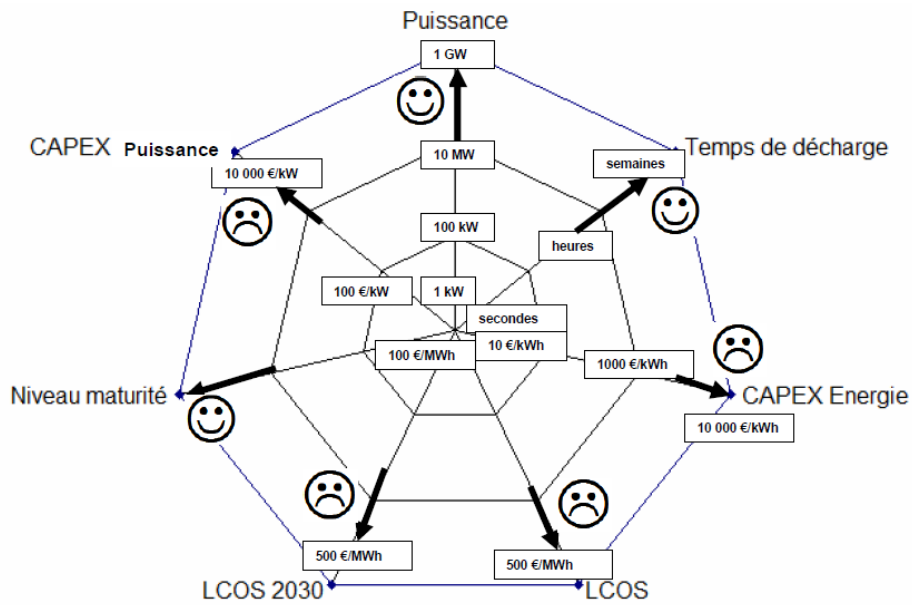 Puissance
1 GW
CAPEX Puissance
10 000 €/kW
10 MW
semaines
Temps de décharge
100 kW
heures
100 €/kW
1 kW
secondes
10 €/kWh
100 €/MWh
1000 €/kWh
Niveau maturité
CAPEX Energie
10 000 €/kWh
500 €/MWh
500 €/MWh
LCOS 2030
LCOS